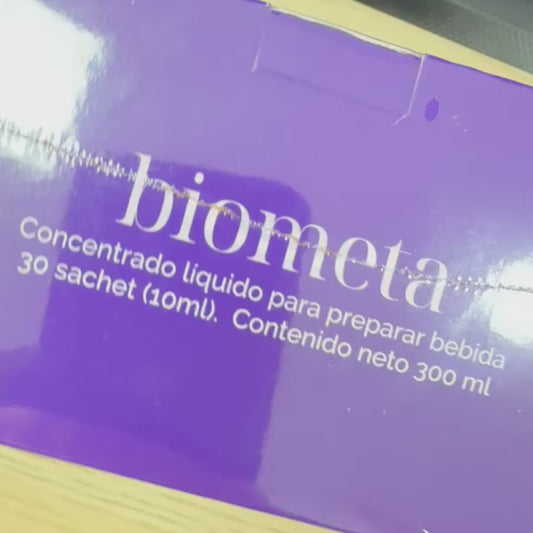 biometa
Concentrado líquido para preparar bebida
30 sachet (10ml). Contenido neto 300 ml